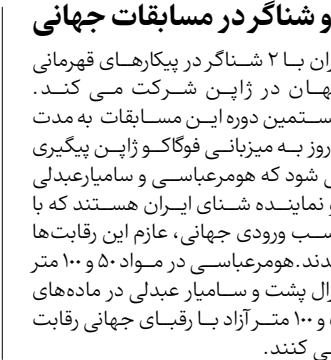 و شناگر در مسابقات جهانی
ران با ۲ شناگر در پیکارهای قهرمانی
هان در ژاپن شرکت می کند.
ستمین دوره این مسابقات به مدت
روز به میزبانی فوگاکو ژاپن پیگیری
ی شود که هومرعباسی و سامیارعبدلی
و نماینده شنای ایران هستند که با
سب ورودی جهانی، عازم این رقابت‌ها
دند.هومرعباسی در مواد ۵۰ و ۱۰۰ متر
رال پشت و سامیار عبدلی در ماده‌های
و ۱۰۰ متر آزاد با رقبای جهانی رقابت
ی کنند.